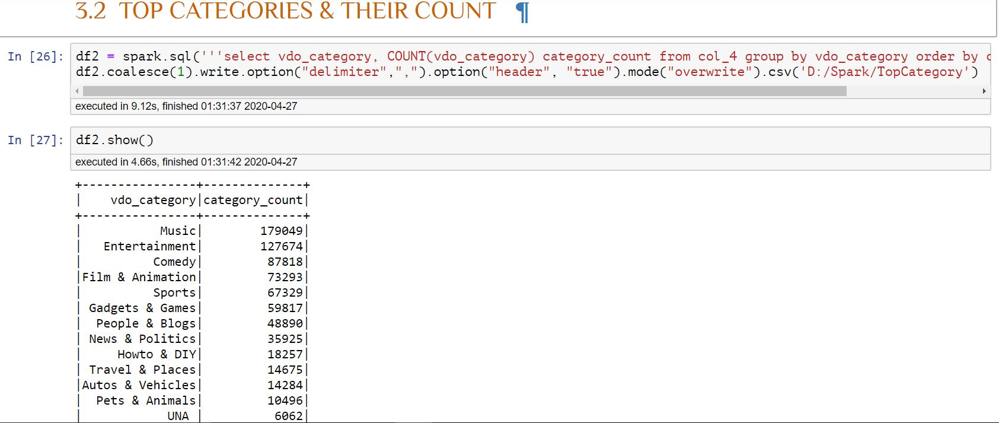 3.2 TOP CATEGORIES & THEIR COUNT ¶
In [26]: df2 = spark.sql('''select vdo_category, COUNT(vdo_category) category_count from col_4 group by vdo_category order by c
df2.coalesce(1).write.option("delimiter",",").option("header", "true").mode("overwrite").csv('D:/Spark/TopCategory')
executed in 9.12s, finished 01:31:37 2020-04-27
In [27]: df2.show()
executed in 4.66s, finished 01:31:42 2020-04-27
+----------------+--------------+
|    vdo_category|category_count|
+----------------+--------------+
|           Music|        179049|
|   Entertainment|        127674|
|          Comedy|         87818|
|Film & Animation|         73293|
|          Sports|         67329|
| Gadgets & Games|         59817|
|  People & Blogs|         48890|
| News & Politics|         35925|
|     Howto & DIY|         18257|
| Travel & Places|         14675|
|Autos & Vehicles|         14284|
|  Pets & Animals|         10496|
|            UNA |          6062|